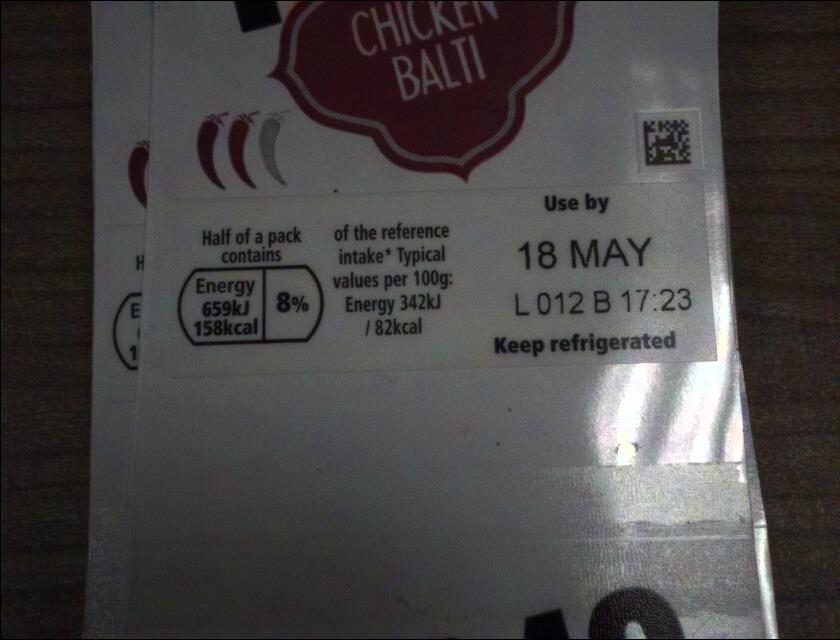 CHICKEN
BALTI
Half of a pack
contains
Energy
659kJ
158kcal
8%
of the reference
intake* Typical
values per 100g:
Energy 342kJ
/ 82kcal
Use by
18 MAY
L 012 B 17:23
Keep refrigerated